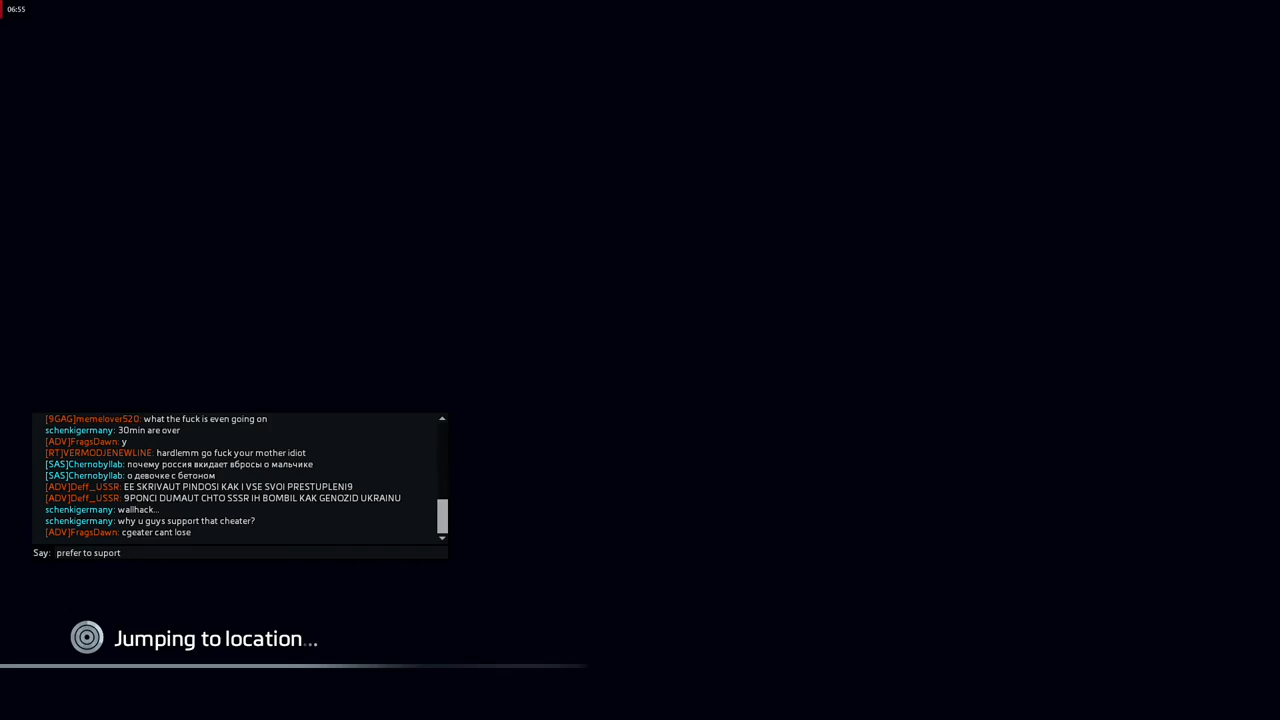 06:55
[9GAG]memelover520: what the fuck is even going on
schenkigermany: 30min are over
[ADV]FragsDawn: y
[RT]VERMODJENEWLINE: hardlemm go fuck your mother idiot
[SAS]Chernobyllab: почему россия вкидает вбросы о мальчике
[SAS]Chernobyllab: о девочке с бетоном
[ADV]Deff_USSR: EE SKRIVAUT PINDOSI KAK I VSE SVOI PRESTUPLENI9
[ADV]Deff_USSR: 9PONCI DUMAUT CHTO SSSR IH BOMBIL KAK GENOZID UKRAINU
schenkigermany: wallhack...
schenkigermany: why u guys support that cheater?
[ADV]FragsDawn: cgeater cant lose
Say: prefer to suport
Jumping to location...